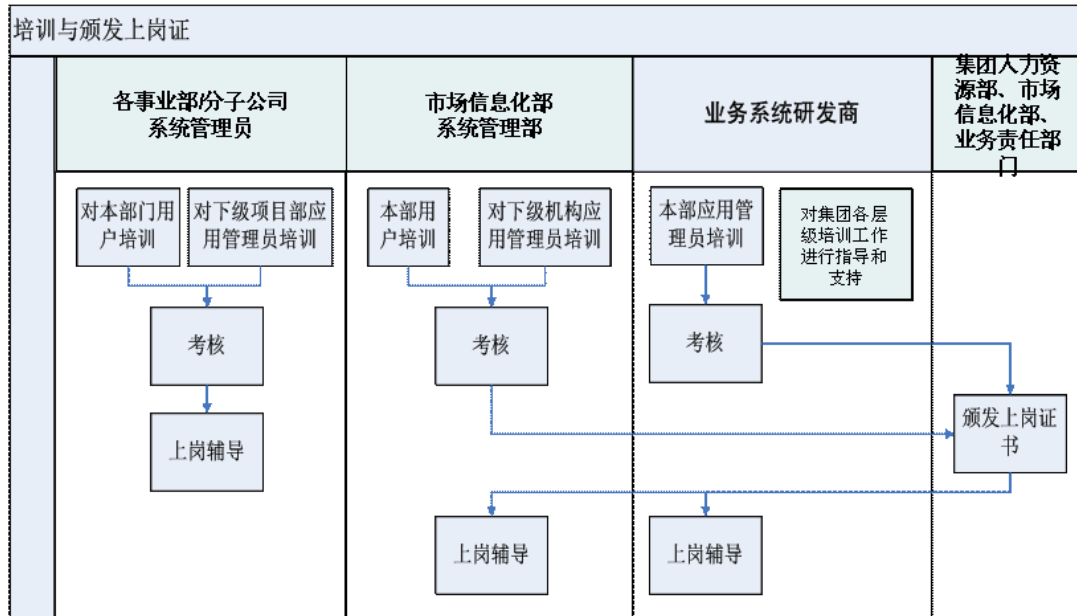 培训与颁发上岗证
各事业部/分子公司
系统管理员
市场信息化部
系统管理部
业务系统研发商
集团人力资
源部、市场
信息化部、
业务责任部
门
对本部门用
户培训
对下级项目部应
用管理员培训
本部用
户培训
对下级机构应
用管理员培训
本部应用管
理员培训
对集团各层
级培训工作
进行指导和
支持
考核
考核
考核
上岗辅导
颁发上岗证
书
上岗辅导
上岗辅导